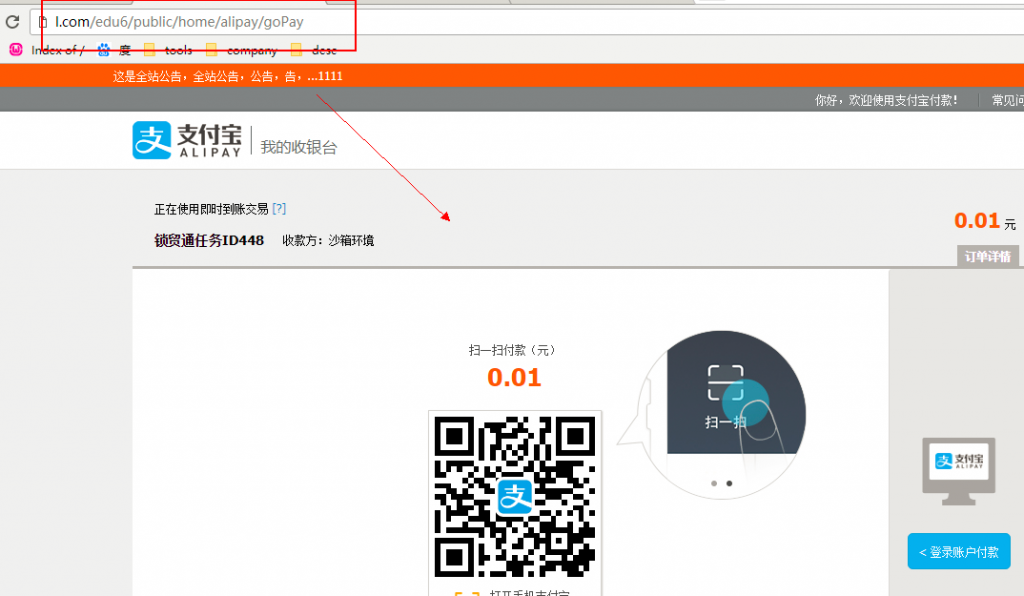 l.com/edu6/public/home/alipay/goPay
Index of / 度 tools company desc
这是全站公告，全站公告，公告，告，...1111
你好，欢迎使用支付宝付款！ 常见问
支 支付宝 ALIPAY 我的收银台
正在使用即时到账交易 [?]
0.01 元
锁贸通任务ID448 收款方：沙箱环境
订单详情
扫一扫付款（元）
0.01
扫一扫
支
支 支付宝 ALIPAY
< 登录账户付款
打开手机支付宝